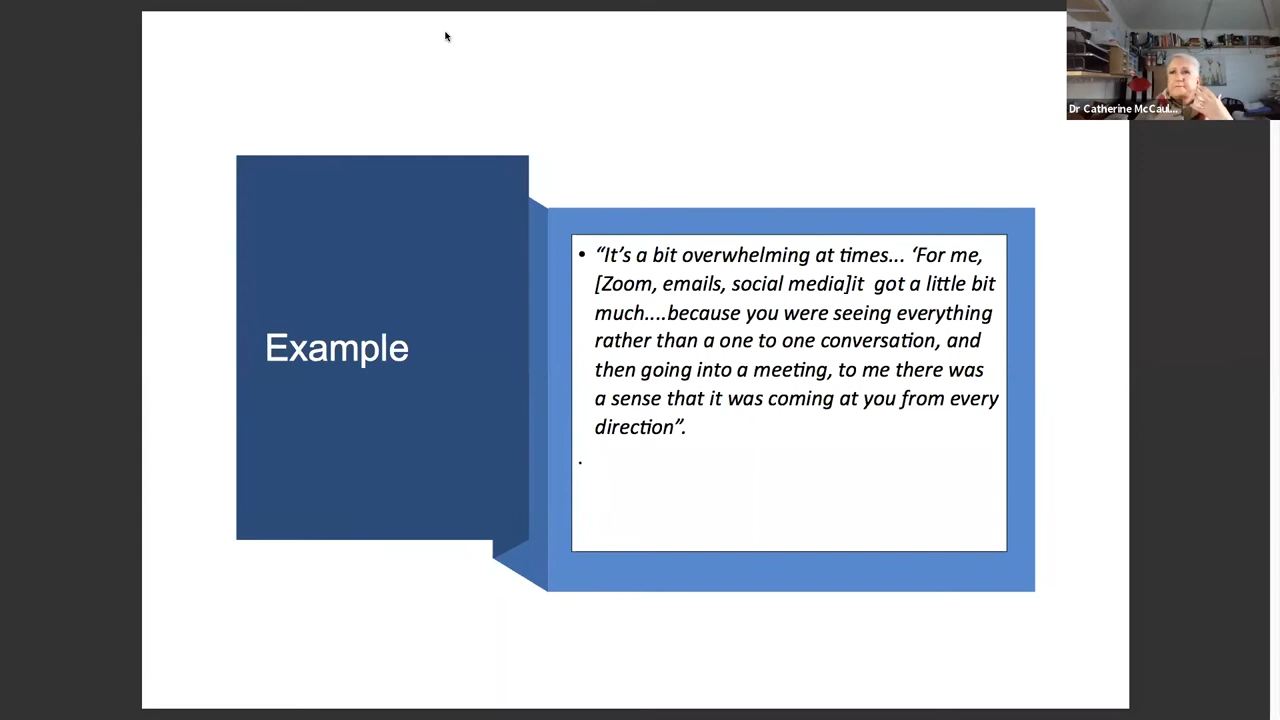 Dr Catherine McCaul...
Example
• “It’s a bit overwhelming at times... ‘For me,
[Zoom, emails, social media]it  got a little bit
much....because you were seeing everything
rather than a one to one conversation, and
then going into a meeting, to me there was
a sense that it was coming at you from every
direction”.
.